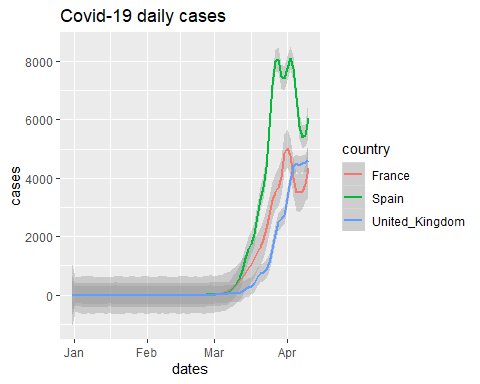 Covid-19 daily cases
8000
6000
4000
2000
0
cases
Jan Feb Mar Apr
dates
country
France
Spain
United_Kingdom